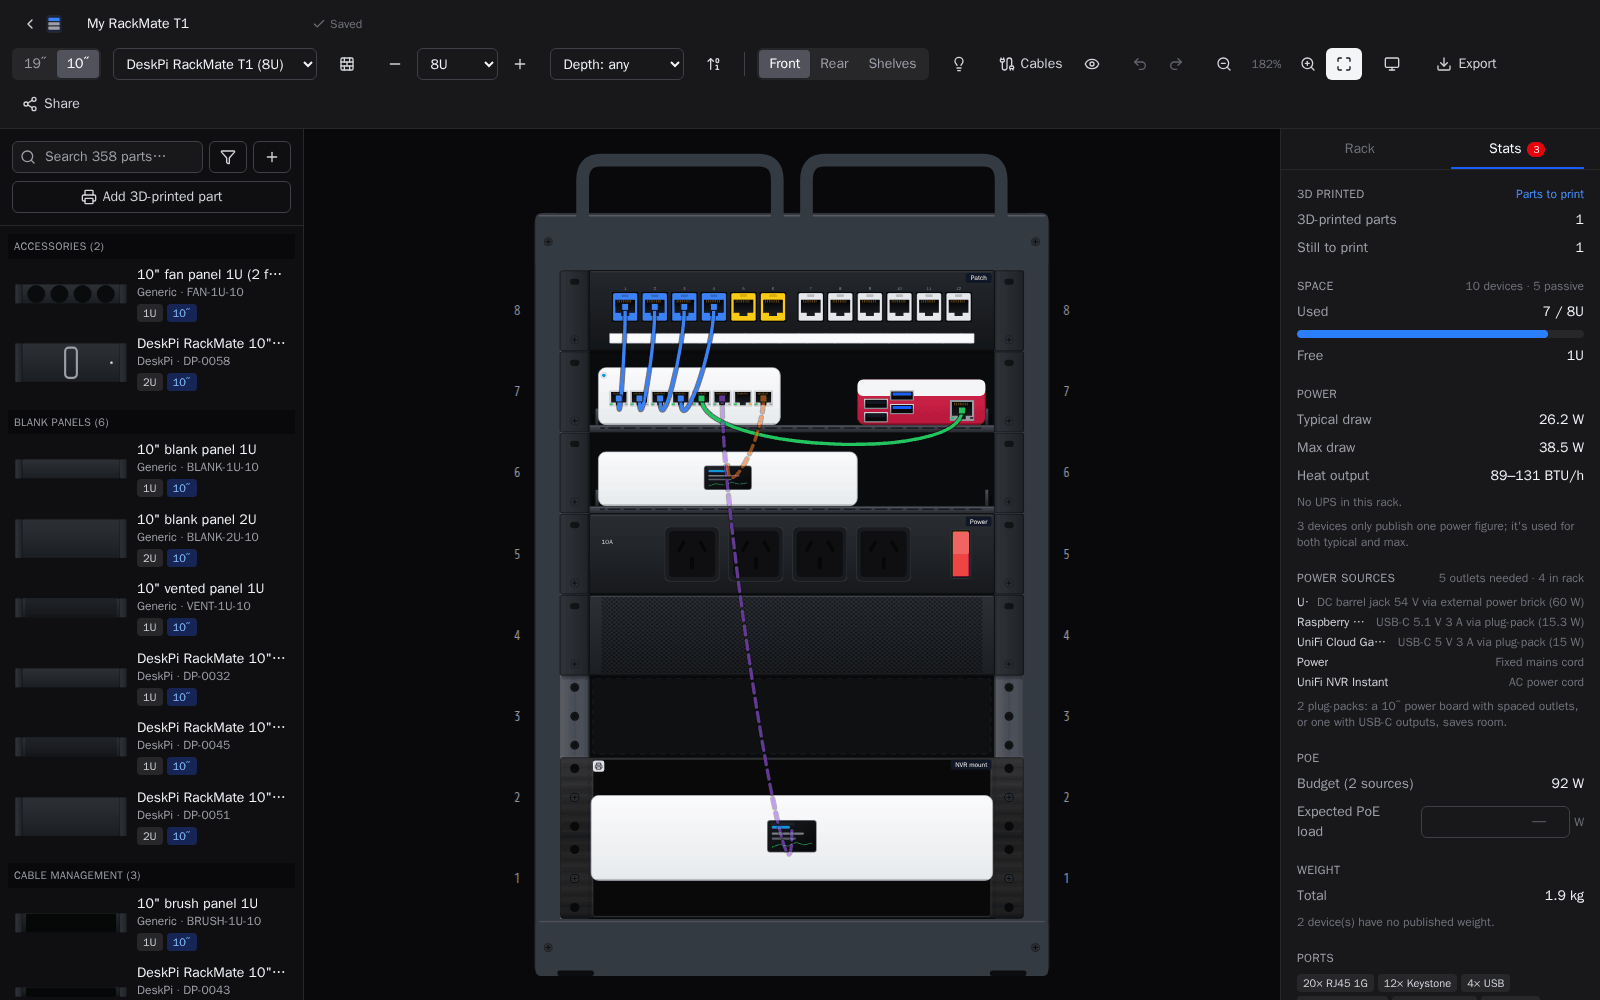 My RackMate T1
Saved
19″
10″
DeskPi RackMate T1 (8U)
8U
Depth: any
Front
Rear
Shelves
Cables
182%
Export
Share
Search 358 parts···
Add 3D-printed part
ACCESSORIES (2)
10" fan panel 1U (2 f···
Generic · FAN-1U-10
1U
10″
DeskPi RackMate 10"···
DeskPi · DP-0058
2U
10″
BLANK PANELS (6)
10" blank panel 1U
Generic · BLANK-1U-10
1U
10″
10" blank panel 2U
Generic · BLANK-2U-10
2U
10″
10" vented panel 1U
Generic · VENT-1U-10
1U
10″
DeskPi RackMate 10"···
DeskPi · DP-0032
1U
10″
DeskPi RackMate 10"···
DeskPi · DP-0045
1U
10″
DeskPi RackMate 10"···
DeskPi · DP-0051
2U
10″
CABLE MANAGEMENT (3)
10" brush panel 1U
Generic · BRUSH-1U-10
1U
10″
DeskPi RackMate 10"···
DeskPi · DP-0043
Patch
8
8
7
7
6
6
Power
10A
5
5
4
4
3
3
NVR mount
2
2
1
1
Rack
Stats
3
3D PRINTED
Parts to print
3D-printed parts
1
Still to print
1
SPACE
10 devices · 5 passive
Used
7 / 8U
Free
1U
POWER
Typical draw
26.2 W
Max draw
38.5 W
Heat output
89–131 BTU/h
No UPS in this rack.
3 devices only publish one power figure; it's used for
both typical and max.
POWER SOURCES
5 outlets needed · 4 in rack
U·
DC barrel jack 54 V via external power brick (60 W)
Raspberry ···
USB-C 5.1 V 3 A via plug-pack (15.3 W)
UniFi Cloud Ga···
USB-C 5 V 3 A via plug-pack (15 W)
Power
Fixed mains cord
UniFi NVR Instant
AC power cord
2 plug-packs: a 10″ power board with spaced outlets,
or one with USB-C outputs, saves room.
POE
Budget (2 sources)
92 W
Expected PoE
load
—
W
WEIGHT
Total
1.9 kg
2 device(s) have no published weight.
PORTS
20× RJ45 1G
12× Keystone
4× USB